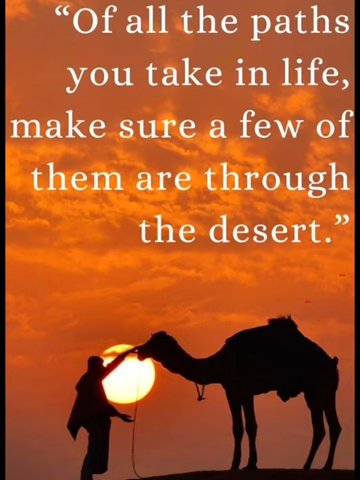 “Of all the paths
you take in life,
make sure a few of
them are through
the desert.”